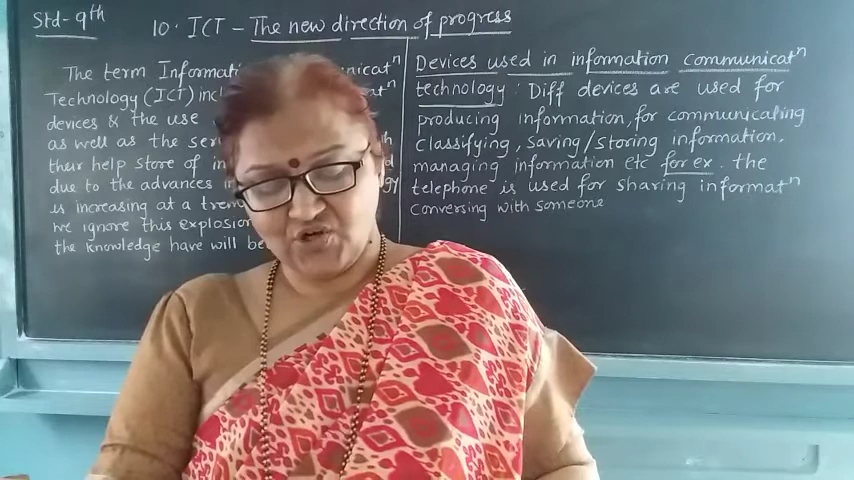 Std-9th
10. ICT - The new direction of progress
The term Informati nicatn
Technology (ICT) incl atn
devices & the use
as well as the ser h
their help store of in d
due to the advances i gy
is increasing at a trem
we ignore this explosion
the knowledge have will be
Devices used in information communicatn
technology : Diff devices are used for
producing information, for communicating
classifying, saving/storing information,
managing information etc for ex. the
telephone is used for sharing informatn
conversing with someone